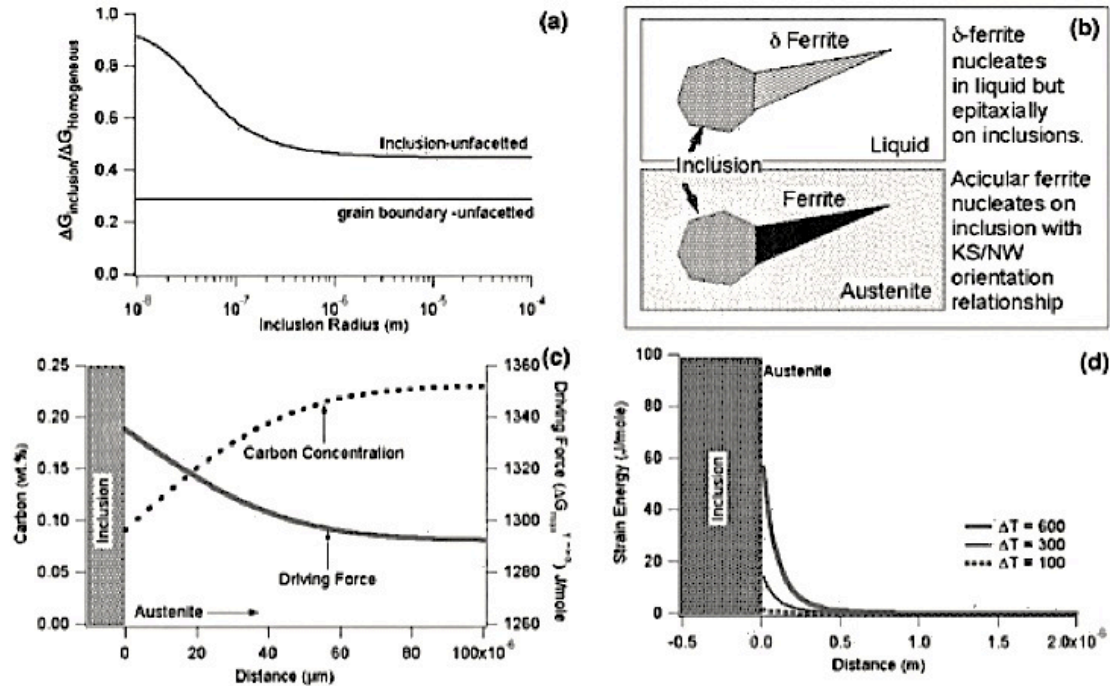 (a)
1.0
0.8
0.6
0.4
0.2
0.0
ΔG_inclusion/ΔG_Homogeneous
Inclusion-unfacetted
grain boundary -unfacetted
10⁻⁸ 10⁻⁷ 10⁻⁶ 10⁻⁵ 10⁻⁴
Inclusion Radius (m)
(b)
δ Ferrite
Liquid
Inclusion
Ferrite
Austenite
δ-ferrite
nucleates
in liquid but
epitaxially
on inclusions.
Acicular ferrite
nucleates on
inclusion with
KS/NW
orientation
relationship
(c)
0.25
0.20
0.15
0.10
0.05
0.00
Carbon (wt.%)
Inclusion
Carbon Concentration
Driving Force
Austenite
1360
1340
1320
1300
1280
1260
Driving Force (ΔG ) J/mole
0 20 40 60 80 100x10⁻⁶
Distance (μm)
(d)
100
80
60
40
20
0
Strain Energy (J/mole)
Inclusion
Austenite
ΔT = 600
ΔT = 300
ΔT = 100
-0.5 0.0 0.5 1.0 1.5 2.0x10⁻⁶
Distance (m)